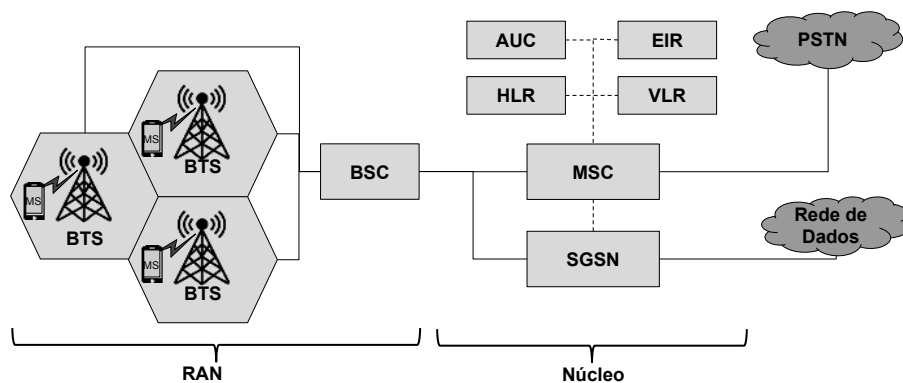 AUC
EIR
PSTN
HLR
VLR
MS
BTS
MS
BTS
BSC
MSC
MS
BTS
Rede de
Dados
SGSN
RAN
Núcleo